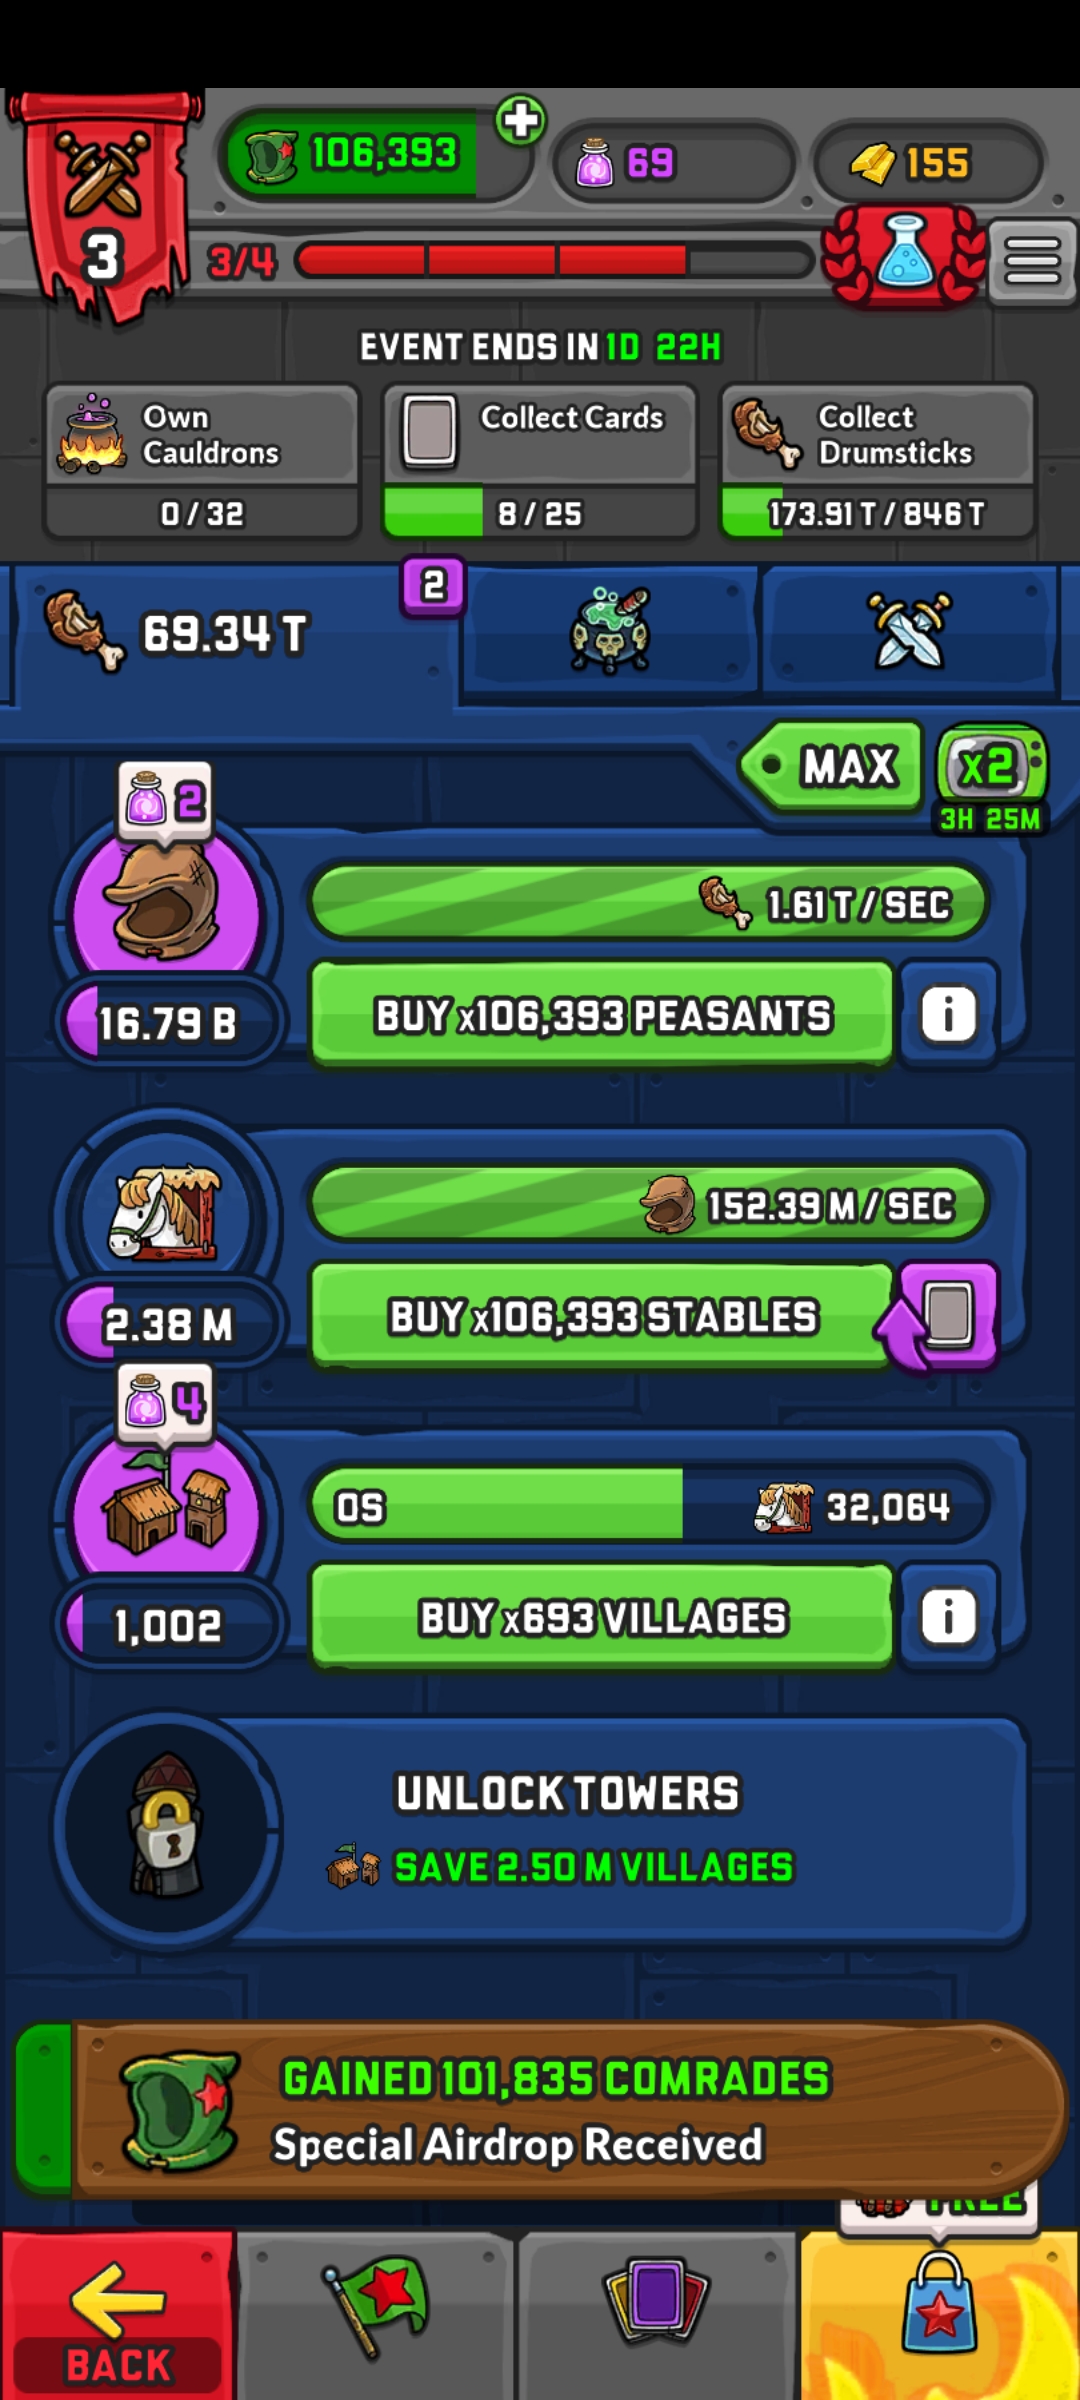 106,393
69
155
3
3/4
EVENT ENDS IN 1D 22H
Own
Cauldrons
0 / 32
Collect Cards
8 / 25
Collect
Drumsticks
173.91 T / 846 T
69.34 T
2
MAX
x2
3H 25M
2
1.61 T / SEC
16.79 B
BUY x106,393 PEASANTS
i
152.39 M / SEC
2.38 M
BUY x106,393 STABLES
4
0S
32,064
1,002
BUY x693 VILLAGES
i
UNLOCK TOWERS
SAVE 2.50 M VILLAGES
GAINED 101,835 COMRADES
Special Airdrop Received
FREE
BACK